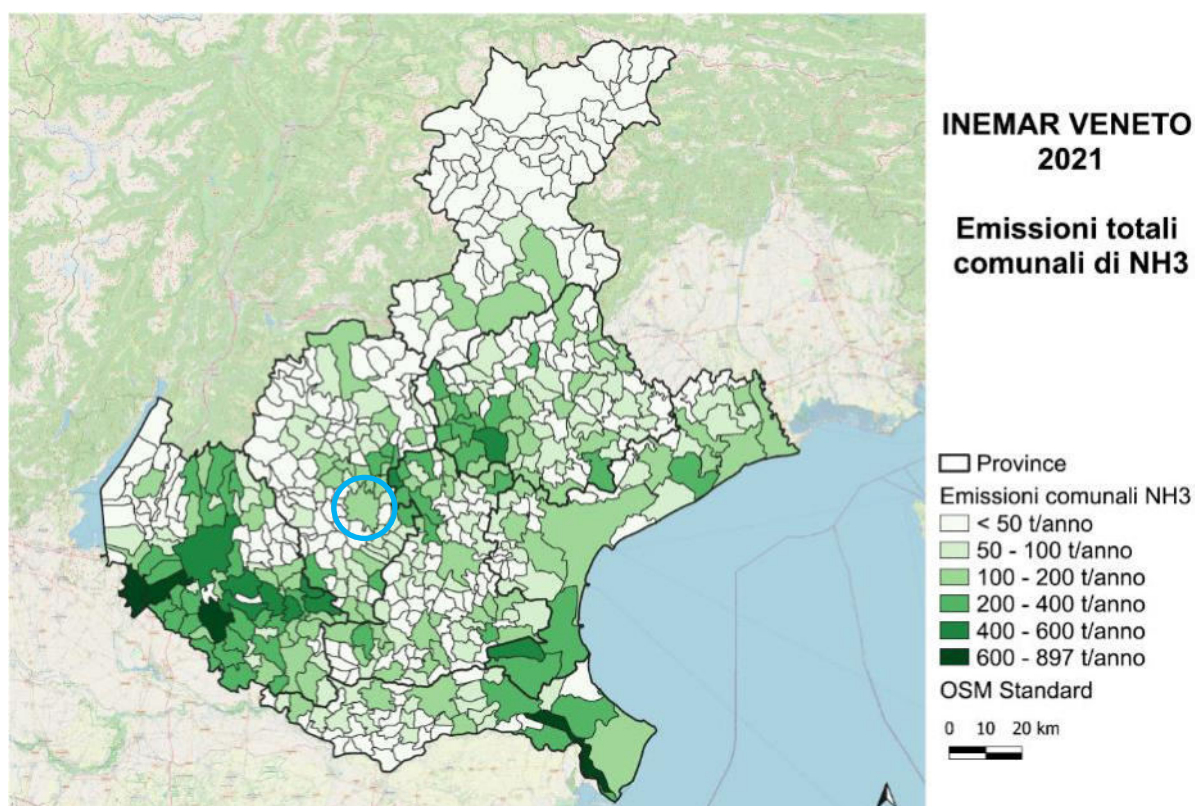 INEMAR VENETO
2021
Emissioni totali
comunali di NH3
Province
Emissioni comunali NH3
< 50 t/anno
50 - 100 t/anno
100 - 200 t/anno
200 - 400 t/anno
400 - 600 t/anno
600 - 897 t/anno
OSM Standard
0 10 20 km